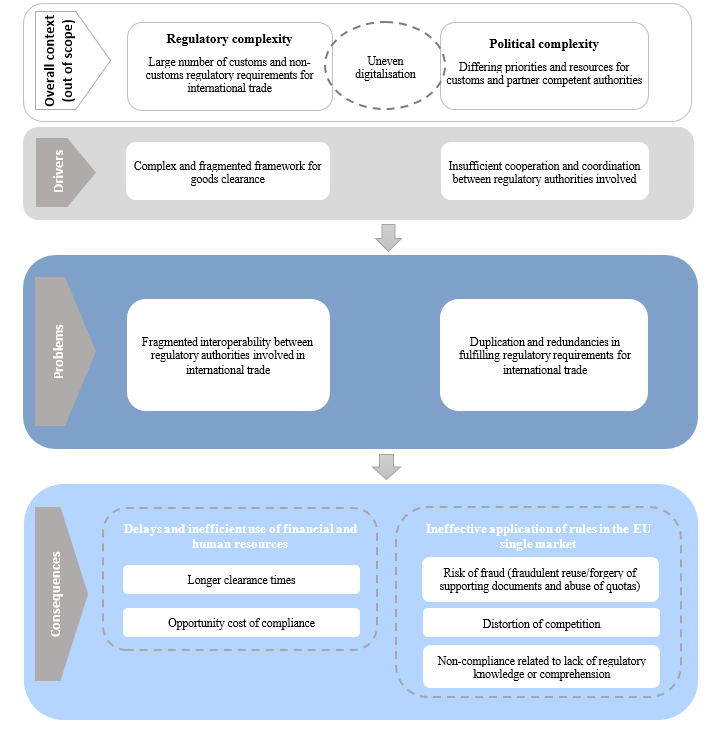 Overall context
(out of scope)
Regulatory complexity
Large number of customs and non-
customs regulatory requirements for
international trade
Uneven
digitalisation
Political complexity
Differing priorities and resources for
customs and partner competent authorities
Drivers
Complex and fragmented framework for
goods clearance
Insufficient cooperation and coordination
between regulatory authorities involved
Problems
Fragmented interoperability between
regulatory authorities involved in
international trade
Duplication and redundancies in
fulfilling regulatory requirements for
international trade
Consequences
Delays and inefficient use of financial and
human resources
Longer clearance times
Opportunity cost of compliance
Ineffective application of rules in the EU
single market
Risk of fraud (fraudulent reuse/forgery of
supporting documents and abuse of quotas)
Distortion of competition
Non-compliance related to lack of regulatory
knowledge or comprehension